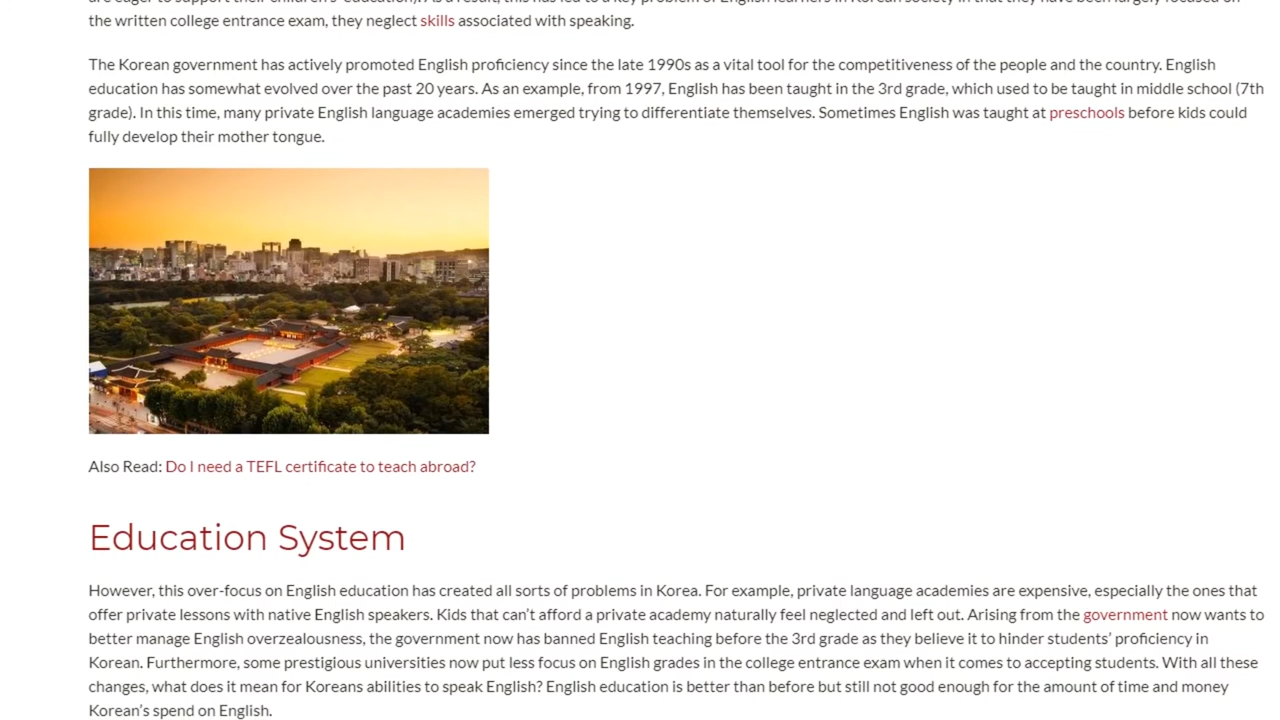 the written college entrance exam, they neglect skills associated with speaking.
The Korean government has actively promoted English proficiency since the late 1990s as a vital tool for the competitiveness of the people and the country. English
education has somewhat evolved over the past 20 years. As an example, from 1997, English has been taught in the 3rd grade, which used to be taught in middle school (7th
grade). In this time, many private English language academies emerged trying to differentiate themselves. Sometimes English was taught at preschools before kids could
fully develop their mother tongue.
Also Read: Do I need a TEFL certificate to teach abroad?
Education System
However, this over-focus on English education has created all sorts of problems in Korea. For example, private language academies are expensive, especially the ones that
offer private lessons with native English speakers. Kids that can't afford a private academy naturally feel neglected and left out. Arising from the government now wants to
better manage English overzealousness, the government now has banned English teaching before the 3rd grade as they believe it to hinder students' proficiency in
Korean. Furthermore, some prestigious universities now put less focus on English grades in the college entrance exam when it comes to accepting students. With all these
changes, what does it mean for Koreans abilities to speak English? English education is better than before but still not good enough for the amount of time and money
Korean's spend on English.